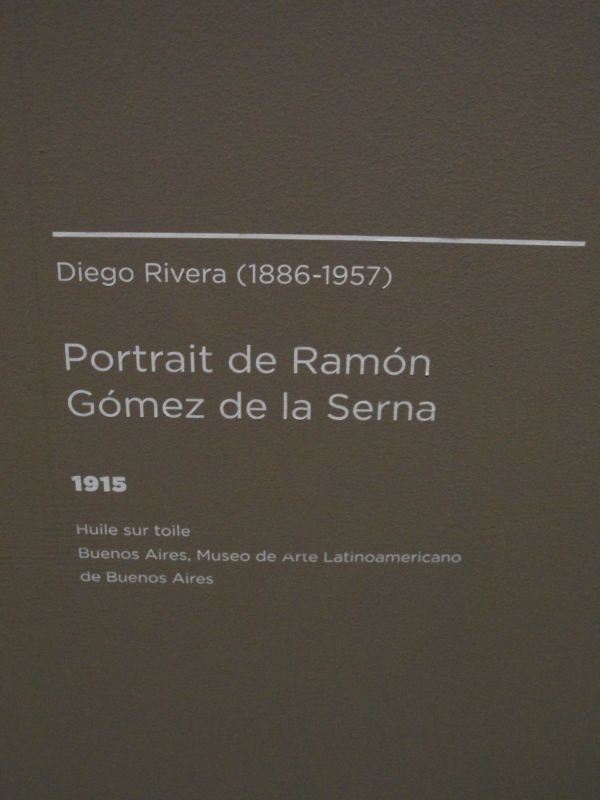 Diego Rivera (1886-1957)
Portrait de Ramón
Gómez de la Serna
1915
Huile sur toile
Buenos Aires, Museo de Arte Latinoamericano
de Buenos Aires